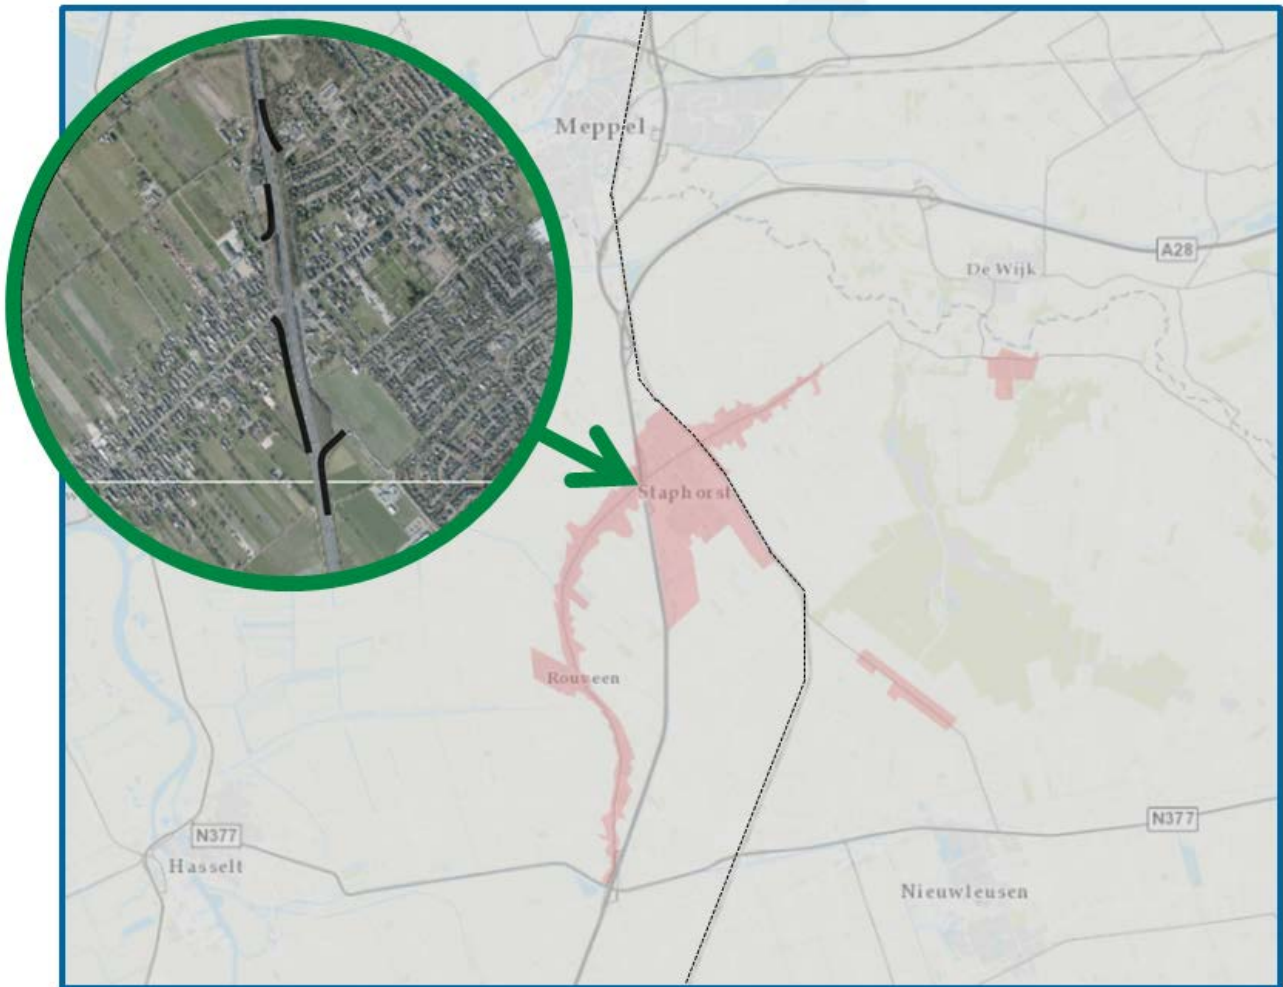 Meppel
A28
De Wijk
Staphorst
Rouveen
N377
N377
Hasselt
Nieuwleusen